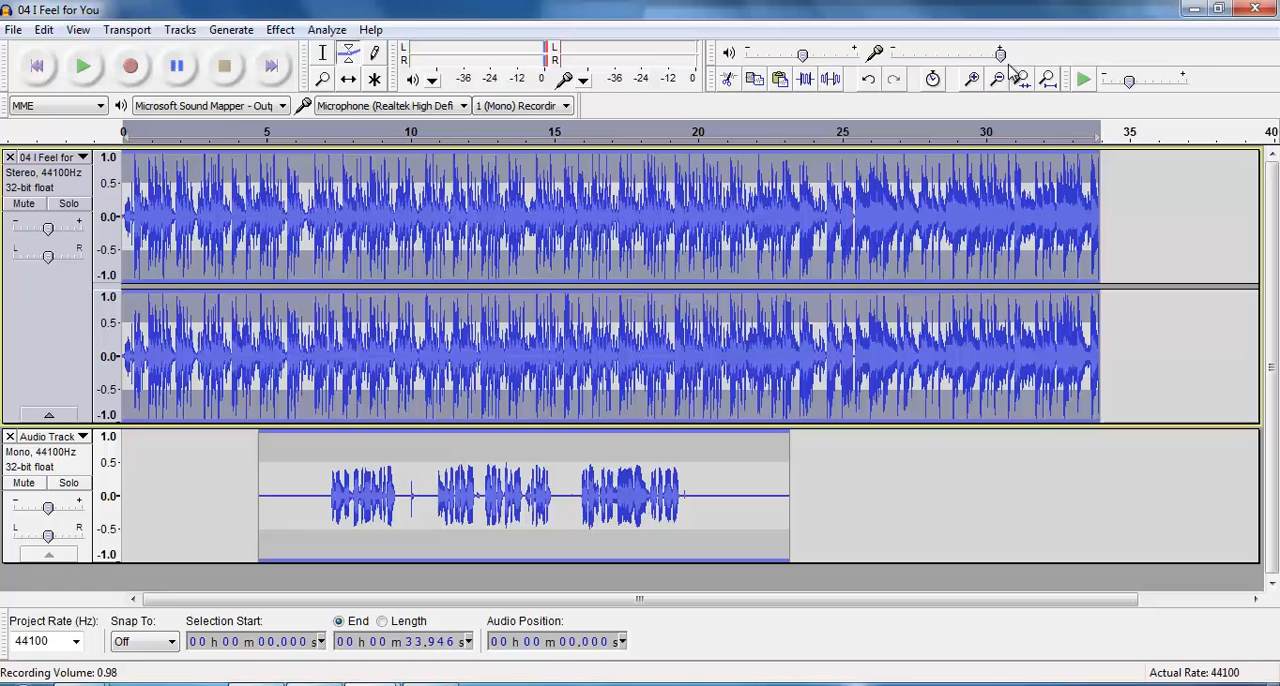 04 I Feel for You
File Edit View Transport Tracks Generate Effect Analyze Help
L L
R R
-36 -24 -12 0 -36 -24 -12 0
MME Microsoft Sound Mapper - Outp Microphone (Realtek High Defi 1 (Mono) Recordir
0 5 10 15 20 25 30 35 40
04 I Feel for
Stereo, 44100Hz
32-bit float
Mute Solo
- +
L R
1.0
0.5-
0.0-
-0.5-
-1.0
1.0
0.5-
0.0-
-0.5-
-1.0
Audio Track
Mono, 44100Hz
32-bit float
Mute Solo
- +
L R
1.0
0.5-
0.0-
-0.5-
-1.0
Project Rate (Hz): Snap To: Selection Start: End Length Audio Position:
44100 Off 00 h 00 m 00.000 s 00 h 00 m 33.946 s 00 h 00 m 00.000 s
Recording Volume: 0.98 Actual Rate: 44100